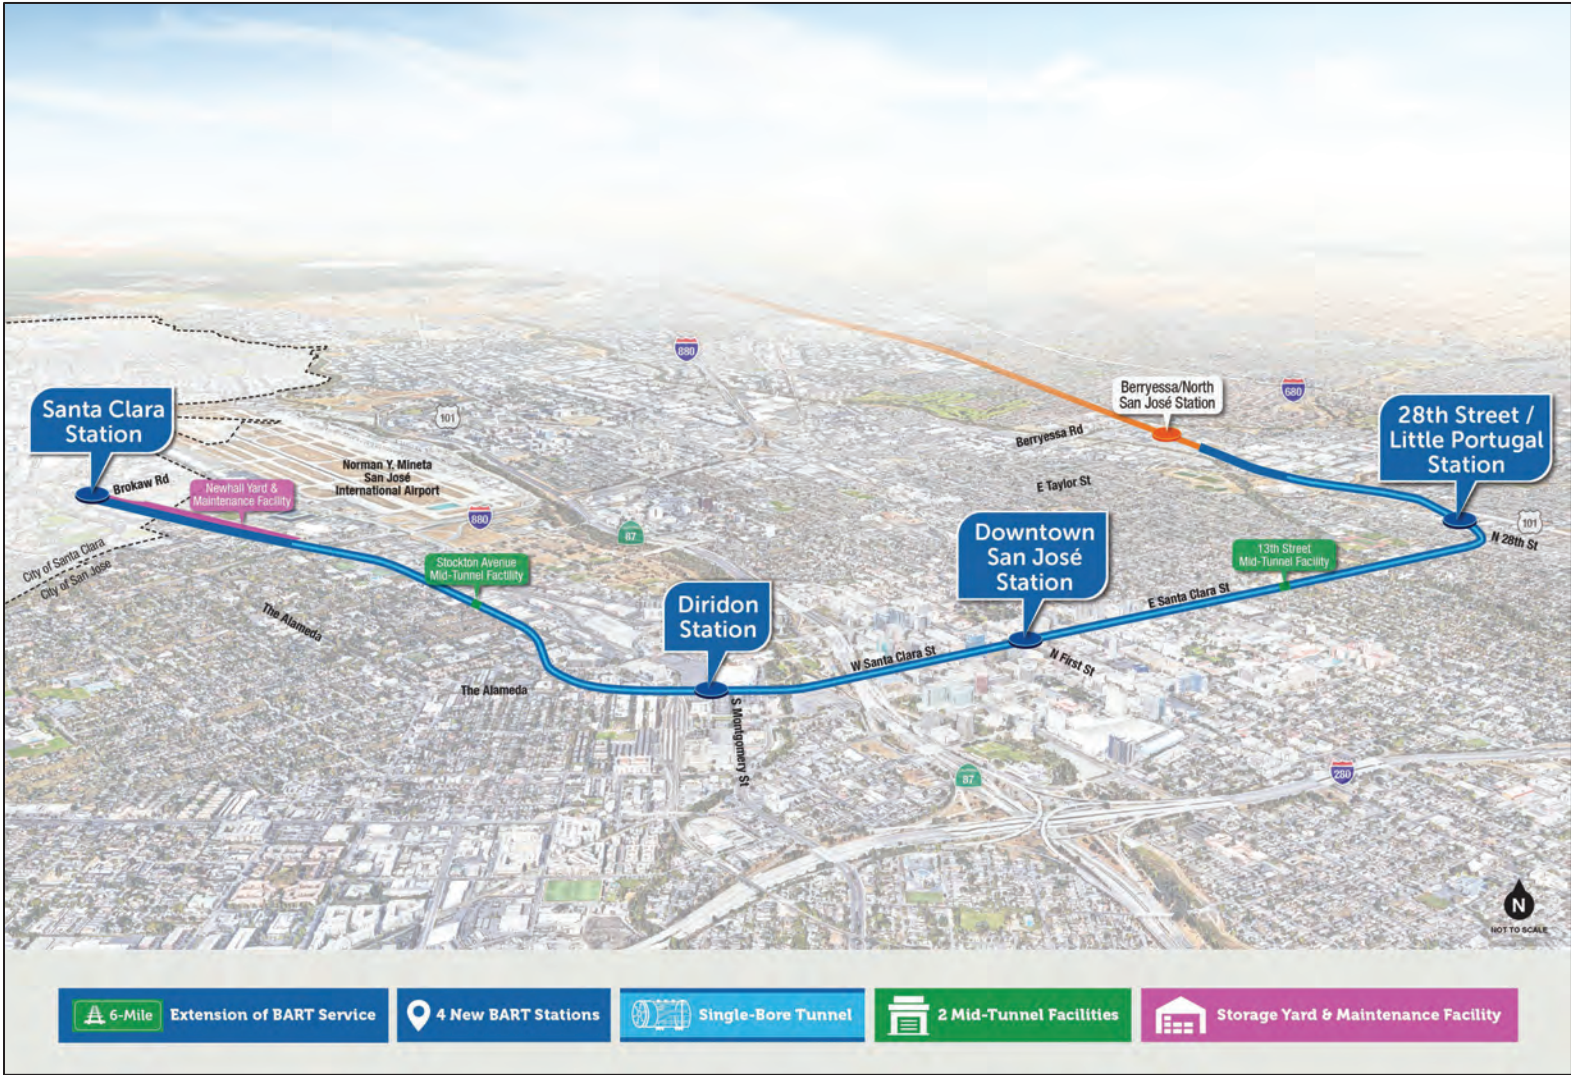 880
Berryessa/North
San José Station
680
Santa Clara
Station
101
28th Street /
Little Portugal
Station
Berryessa Rd
Norman Y. Mineta
San José
International Airport
Brokaw Rd
Newhall Yard &
Maintenance Facility
E Taylor St
880
87
Downtown
San José
Station
101
N 28th St
City of Santa Clara
City of San Jose
Stockton Avenue
Mid-Tunnel Factility
13th Street
Mid-Tunnel Facility
The Alameda
Diridon
Station
E Santa Clara St
W Santa Clara St
N First St
The Alameda
S Montgomery St
87
280
N
NOT TO SCALE
6-Mile Extension of BART Service
4 New BART Stations
Single-Bore Tunnel
2 Mid-Tunnel Facilities
Storage Yard & Maintenance Facility